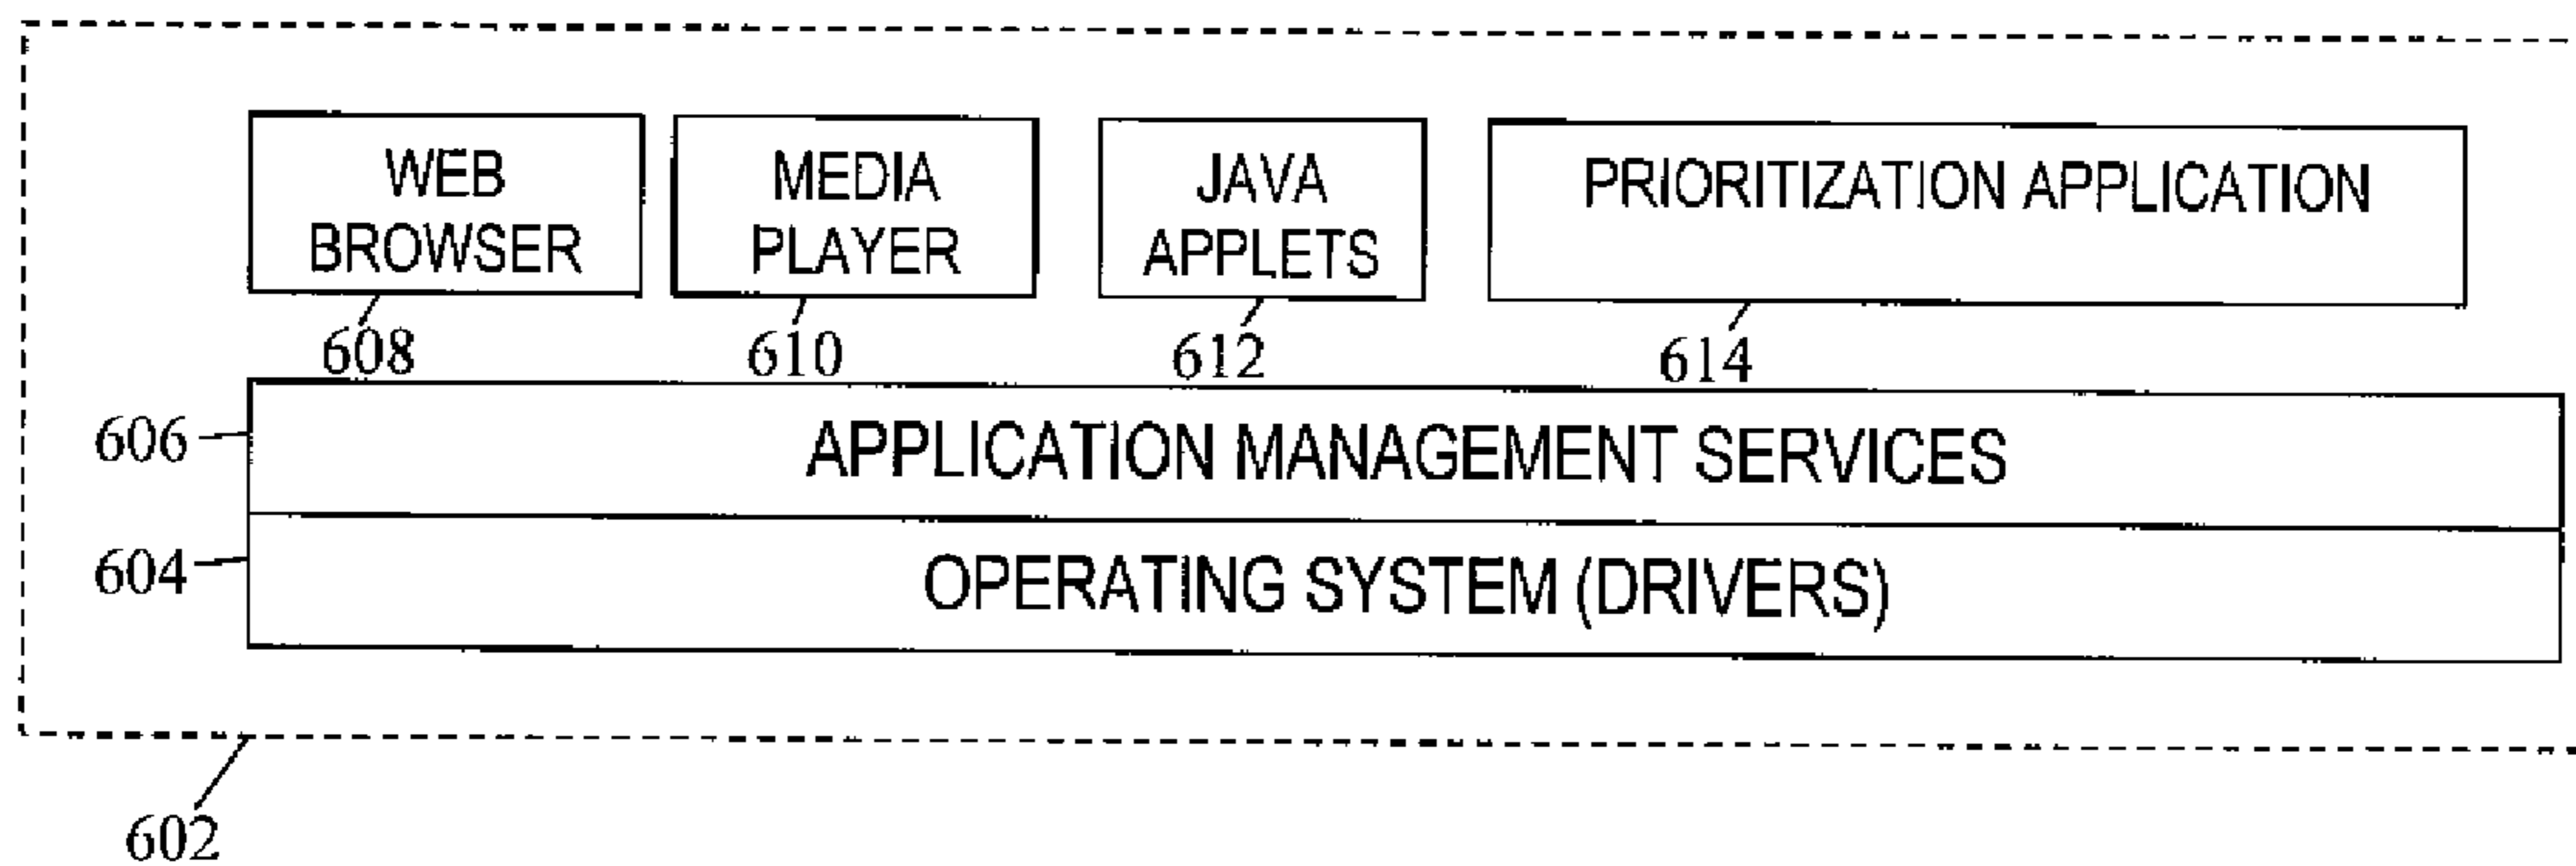 WEB
BROWSER
MEDIA
PLAYER
JAVA
APPLETS
PRIORITIZATION APPLICATION
608
610
612
614
606
APPLICATION MANAGEMENT SERVICES
604
OPERATING SYSTEM (DRIVERS)
602